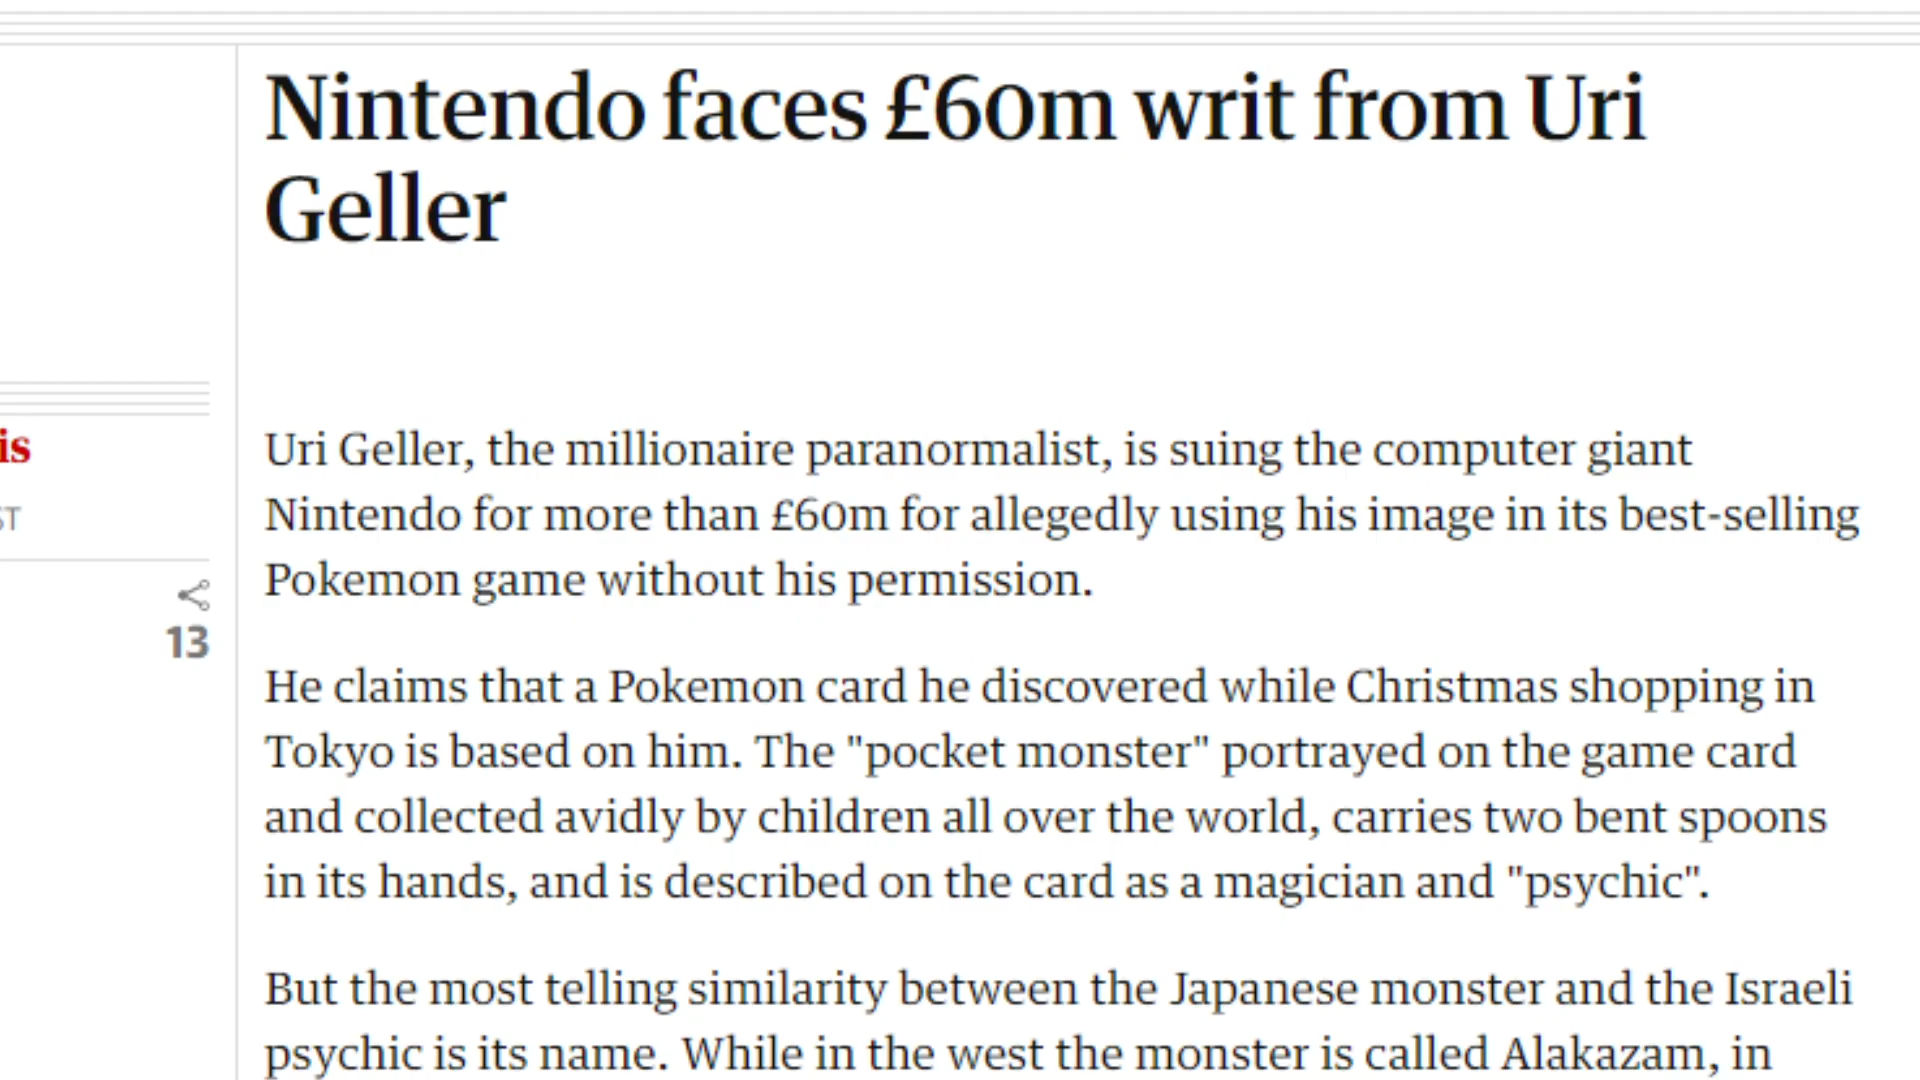 Nintendo faces £60m writ from Uri
Geller
is
ST
13
Uri Geller, the millionaire paranormalist, is suing the computer giant
Nintendo for more than £60m for allegedly using his image in its best-selling
Pokemon game without his permission.
He claims that a Pokemon card he discovered while Christmas shopping in
Tokyo is based on him. The "pocket monster" portrayed on the game card
and collected avidly by children all over the world, carries two bent spoons
in its hands, and is described on the card as a magician and "psychic".
But the most telling similarity between the Japanese monster and the Israeli
psychic is its name. While in the west the monster is called Alakazam, in